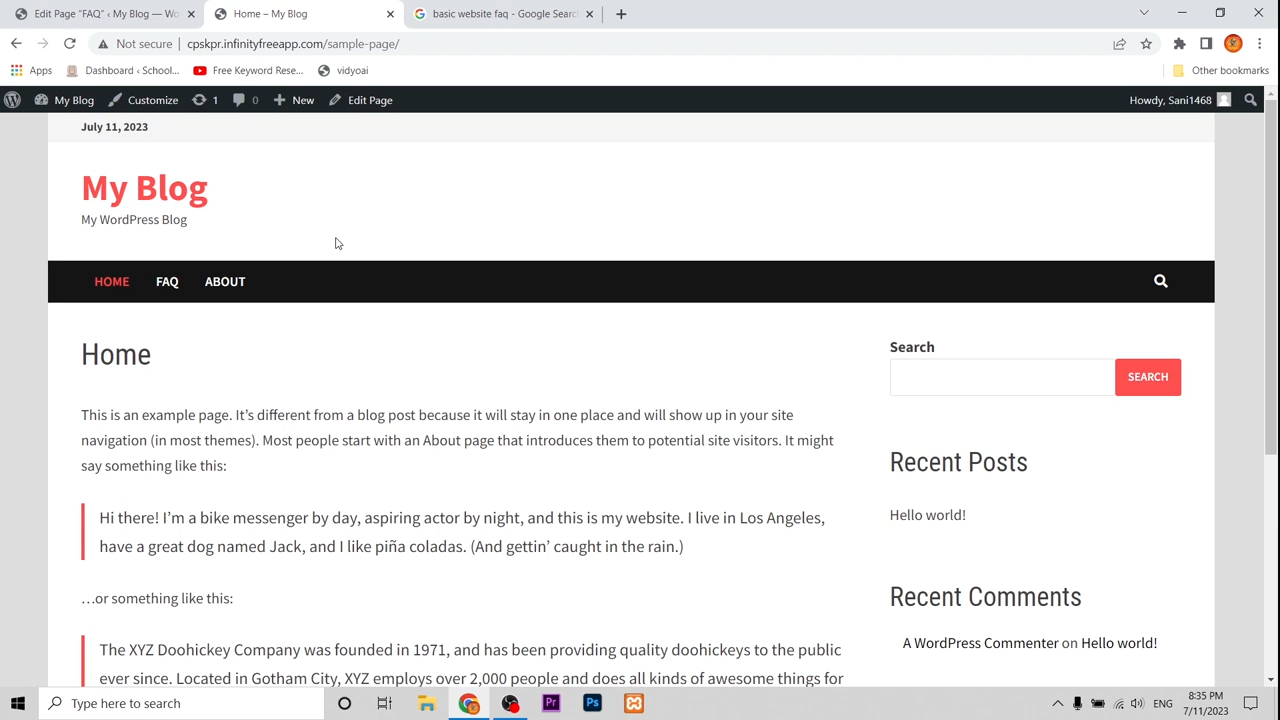 Edit Page “FAQ” ‹ My Blog — Wo
Home – My Blog
basic website faq - Google Search
Not secure
cpskpr.infinityfreeapp.com/sample-page/
Apps
Dashboard ‹ School...
Free Keyword Rese...
vidyoai
Other bookmarks
My Blog
Customize
1
0
New
Edit Page
Howdy, Sani1468
July 11, 2023
My Blog
My WordPress Blog
HOME
FAQ
ABOUT
Home
This is an example page. It’s different from a blog post because it will stay in one place and will show up in your site
navigation (in most themes). Most people start with an About page that introduces them to potential site visitors. It might
say something like this:
Hi there! I’m a bike messenger by day, aspiring actor by night, and this is my website. I live in Los Angeles,
have a great dog named Jack, and I like piña coladas. (And gettin’ caught in the rain.)
…or something like this:
The XYZ Doohickey Company was founded in 1971, and has been providing quality doohickeys to the public
ever since. Located in Gotham City, XYZ employs over 2,000 people and does all kinds of awesome things for
Search
SEARCH
Recent Posts
Hello world!
Recent Comments
A WordPress Commenter on Hello world!
Type here to search
Pr
Ps
ENG
8:35 PM
7/11/2023